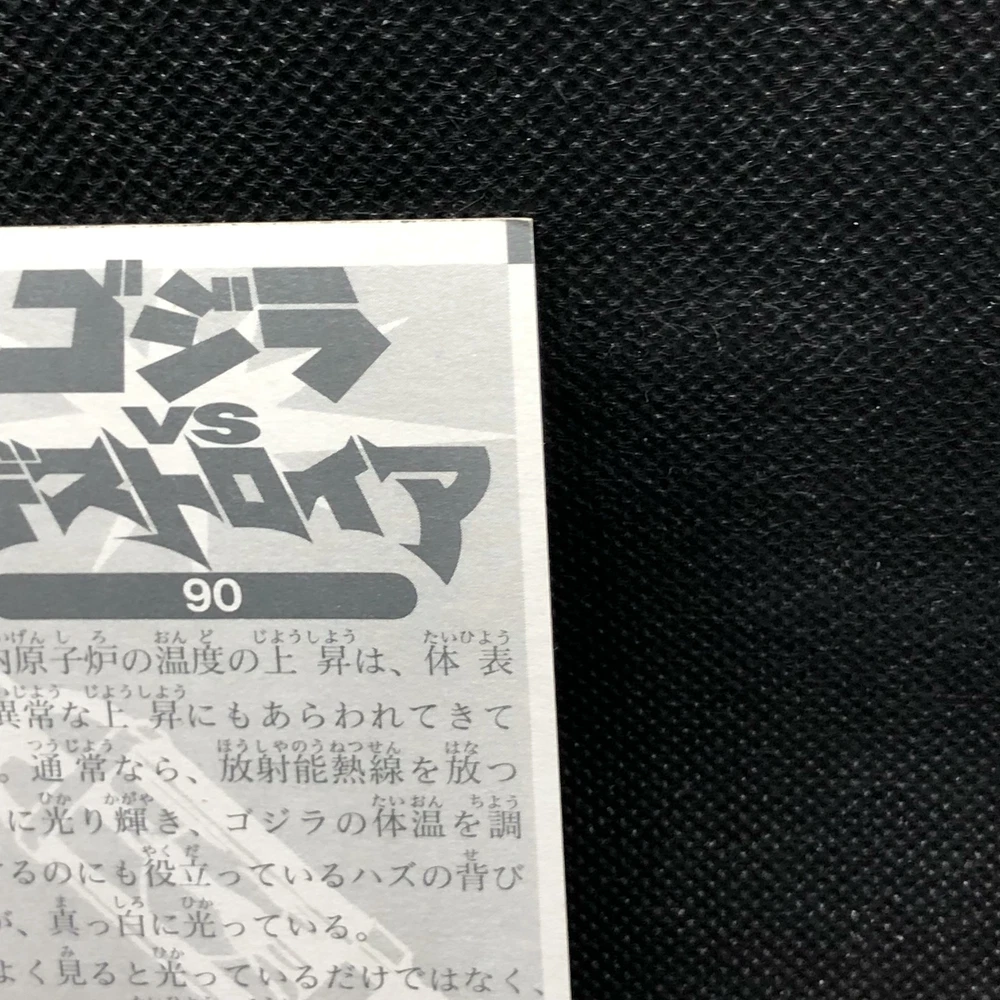 ゴジラ
VS
デストロイア
90
内原子炉の温度の上昇は、体表
異常な上昇にもあらわれてきて
。通常なら、放射能熱線を放つ
に光り輝き、ゴジラの体温を調
するのにも役立っているハズの背び
が、真っ白に光っている。
よく見ると光っているだけではなく、